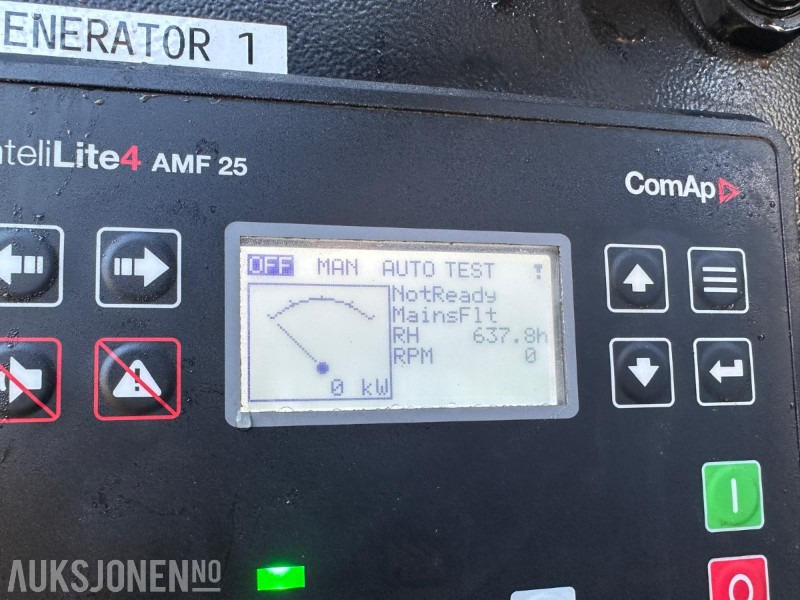 ENERATOR 1
nteliLite4 AMF 25
ComAp
OFF MAN AUTO TEST !
NotReady
MainsFlt
RH 637.8h
RPM 0
0 kW
AUKSJONEN.NO